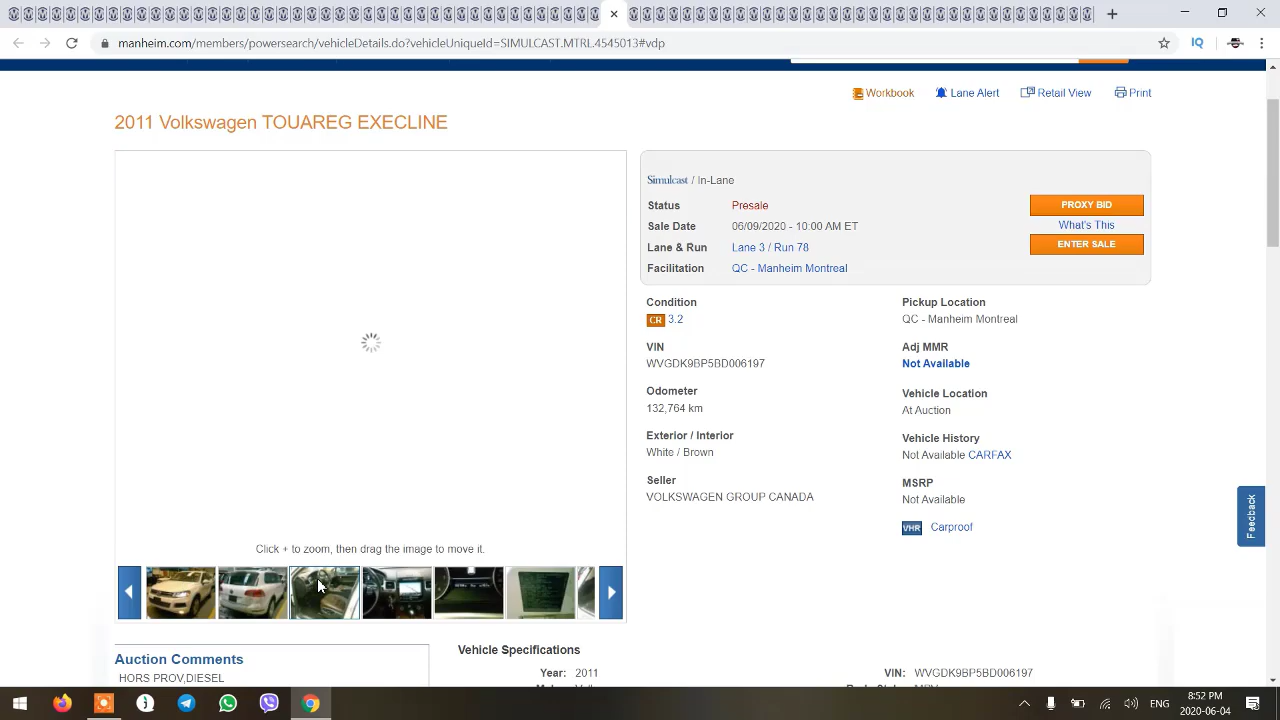 manheim.com/members/powersearch/vehicleDetails.do?vehicleUniqueId=SIMULCAST.MTRL.4545013#vdp
IQ
Workbook
Lane Alert
Retail View
Print
2011 Volkswagen TOUAREG EXECLINE
Simulcast / In-Lane
Status Presale
PROXY BID
Sale Date 06/09/2020 - 10:00 AM ET
What's This
Lane & Run Lane 3 / Run 78
ENTER SALE
Facilitation QC - Manheim Montreal
Condition
CR 3.2
VIN
WVGDK9BP5BD006197
Odometer
132,764 km
Exterior / Interior
White / Brown
Seller
VOLKSWAGEN GROUP CANADA
Pickup Location
QC - Manheim Montreal
Adj MMR
Not Available
Vehicle Location
At Auction
Vehicle History
Not Available CARFAX
MSRP
Not Available
VHR Carproof
Feedback
Click + to zoom, then drag the image to move it.
Auction Comments
HORS PROV,DIESEL
Vehicle Specifications
Year: 2011
VIN: WVGDK9BP5BD006197
ENG
8:52 PM
2020-06-04